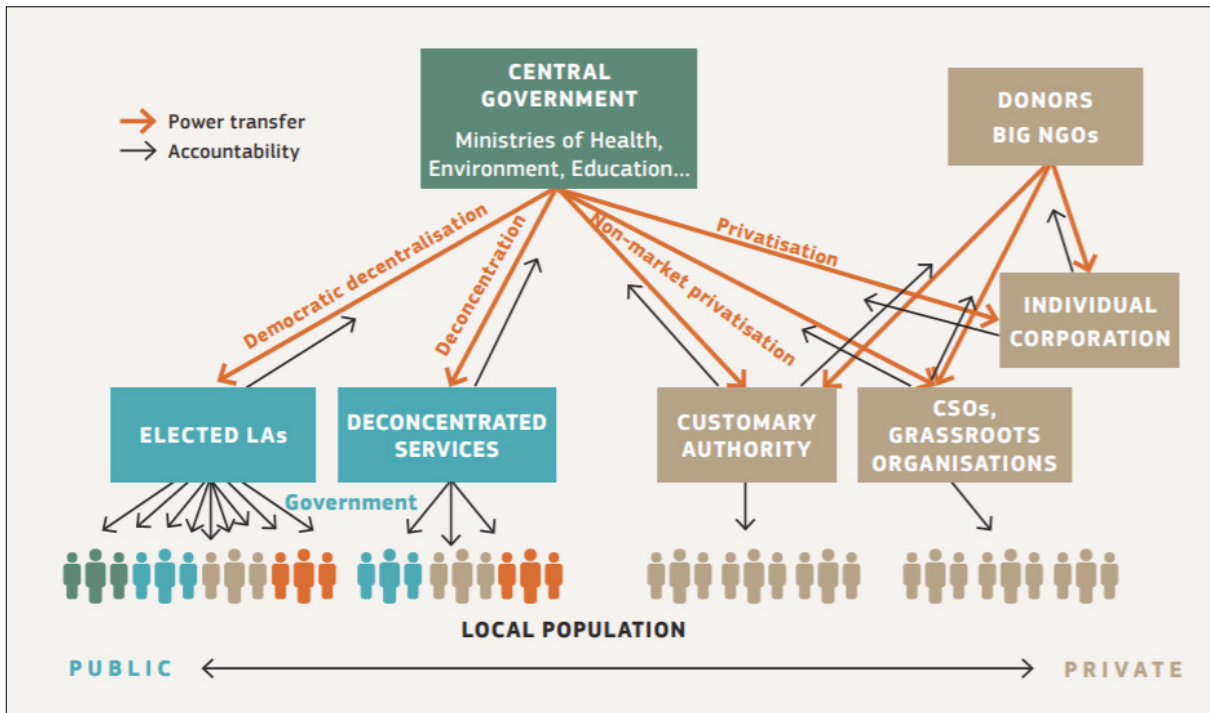 CENTRAL
GOVERNMENT
Ministries of Health,
Environment, Education...
DONORS
BIG NGOs
Power transfer
Accountability
Democratic decentralisation
Deconcentration
Non-market privatisation
Privatisation
INDIVIDUAL
CORPORATION
ELECTED LAs
DECONCENTRATED
SERVICES
CUSTOMARY
AUTHORITY
CSOs,
GRASSROOTS
ORGANISATIONS
Government
LOCAL POPULATION
PUBLIC
PRIVATE